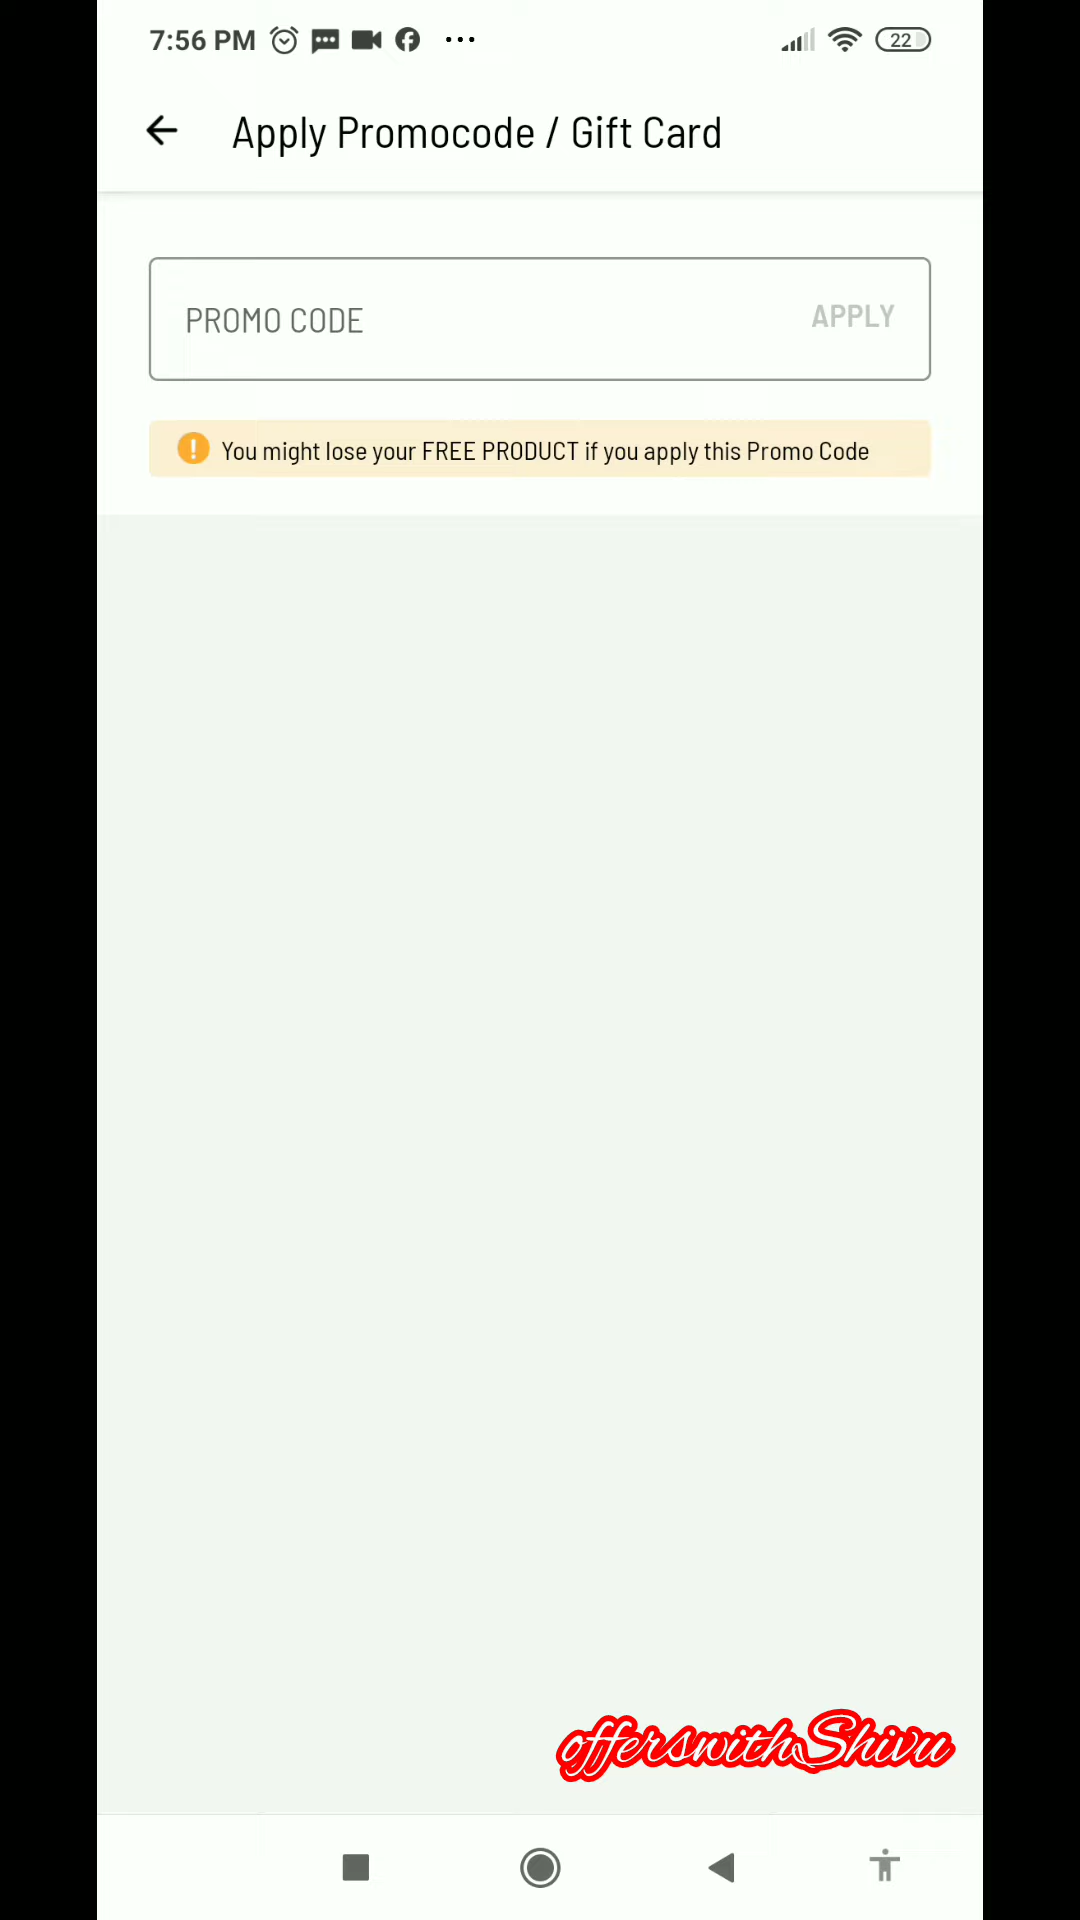 7:56 PM 22
Apply Promocode / Gift Card
PROMO CODE APPLY
You might lose your FREE PRODUCT if you apply this Promo Code
offerswithShivu